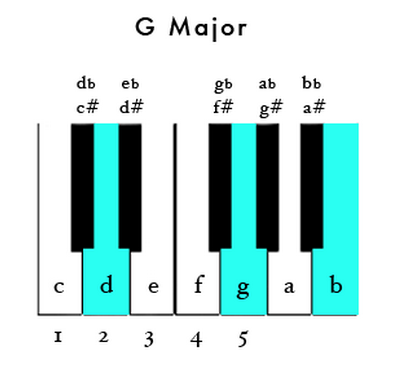 G Major
db eb gb ab bb
c# d# f# g# a#
c d e f g a b
1 2 3 4 5